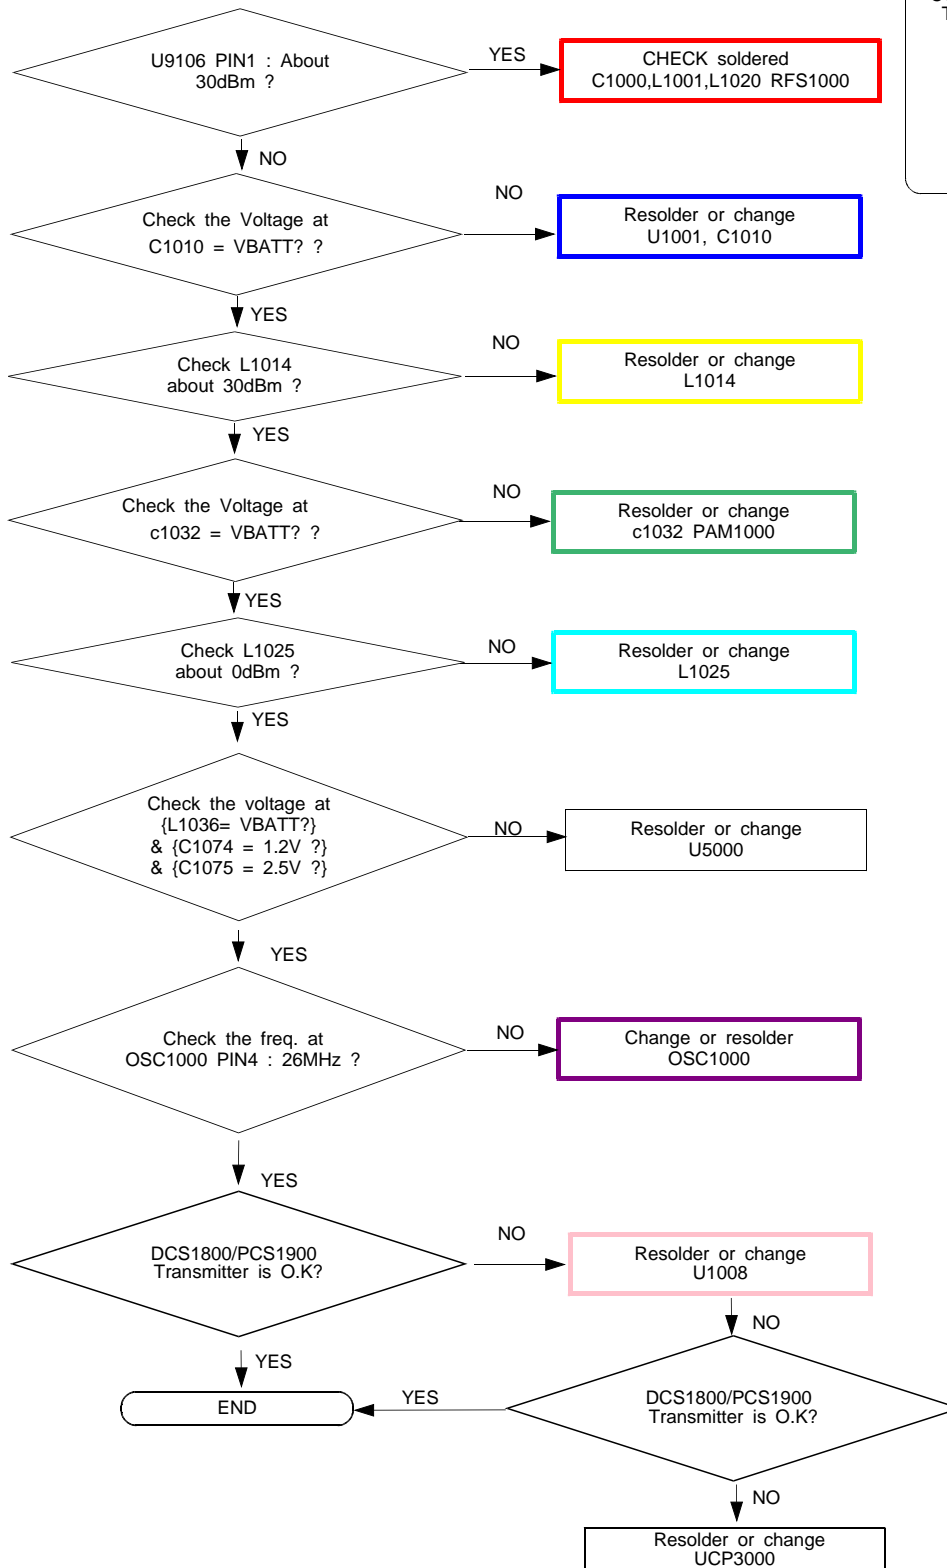 U9106 PIN1 : About
30dBm ?
YES
CHECK soldered
C1000,L1001,L1020 RFS1000
NO
Check the Voltage at
C1010 = VBATT? ?
NO
Resolder or change
U1001, C1010
YES
Check L1014
about 30dBm ?
NO
Resolder or change
L1014
YES
Check the Voltage at
c1032 = VBATT? ?
NO
Resolder or change
c1032 PAM1000
YES
Check L1025
about 0dBm ?
NO
Resolder or change
L1025
YES
Check the voltage at
{L1036= VBATT?}
& {C1074 = 1.2V ?}
& {C1075 = 2.5V ?}
NO
Resolder or change
U5000
YES
Check the freq. at
OSC1000 PIN4 : 26MHz ?
NO
Change or resolder
OSC1000
YES
DCS1800/PCS1900
Transmitter is O.K?
NO
Resolder or change
U1008
NO
YES
END
YES
DCS1800/PCS1900
Transmitter is O.K?
NO
Resolder or change
UCP3000